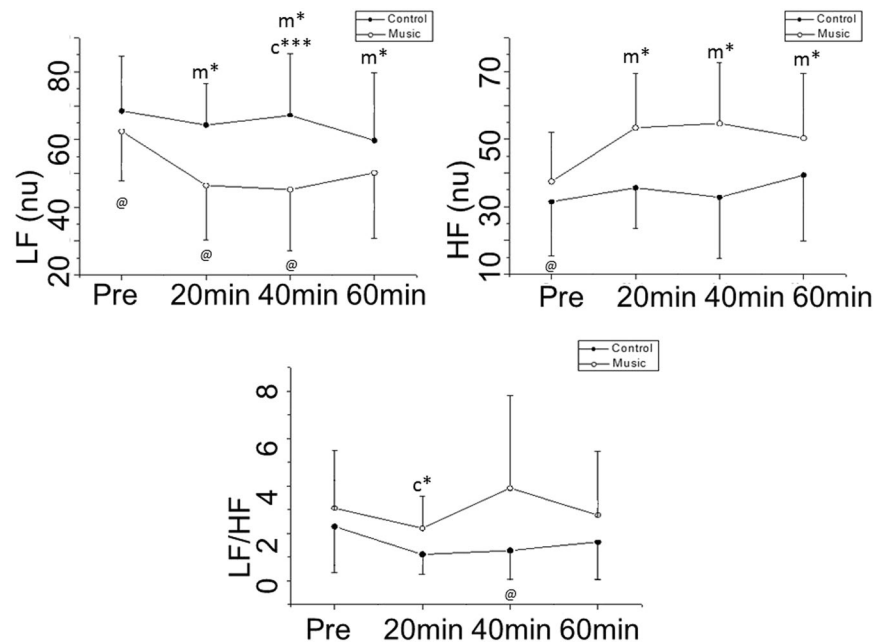 m*
c***
Control
Music
m*
m*
80
60
40
20
LF (nu)
@
@
@
Pre 20min 40min 60min
Control
Music
m*
m*
m*
70
50
30
10
HF (nu)
@
Pre 20min 40min 60min
Control
Music
c*
8
6
4
2
0
LF/HF
@
Pre 20min 40min 60min